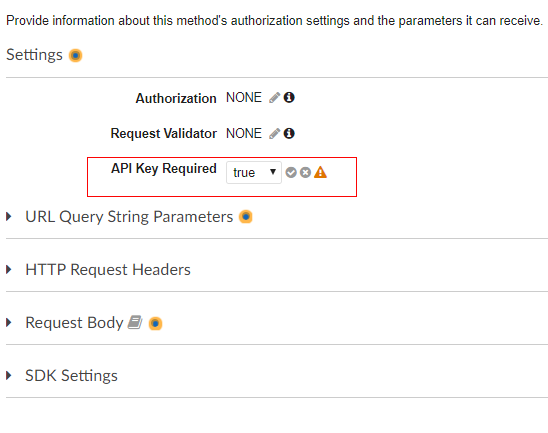 Provide information about this method's authorization settings and the parameters it can receive.
Settings
Authorization NONE
Request Validator NONE
API Key Required true
URL Query String Parameters
HTTP Request Headers
Request Body
SDK Settings